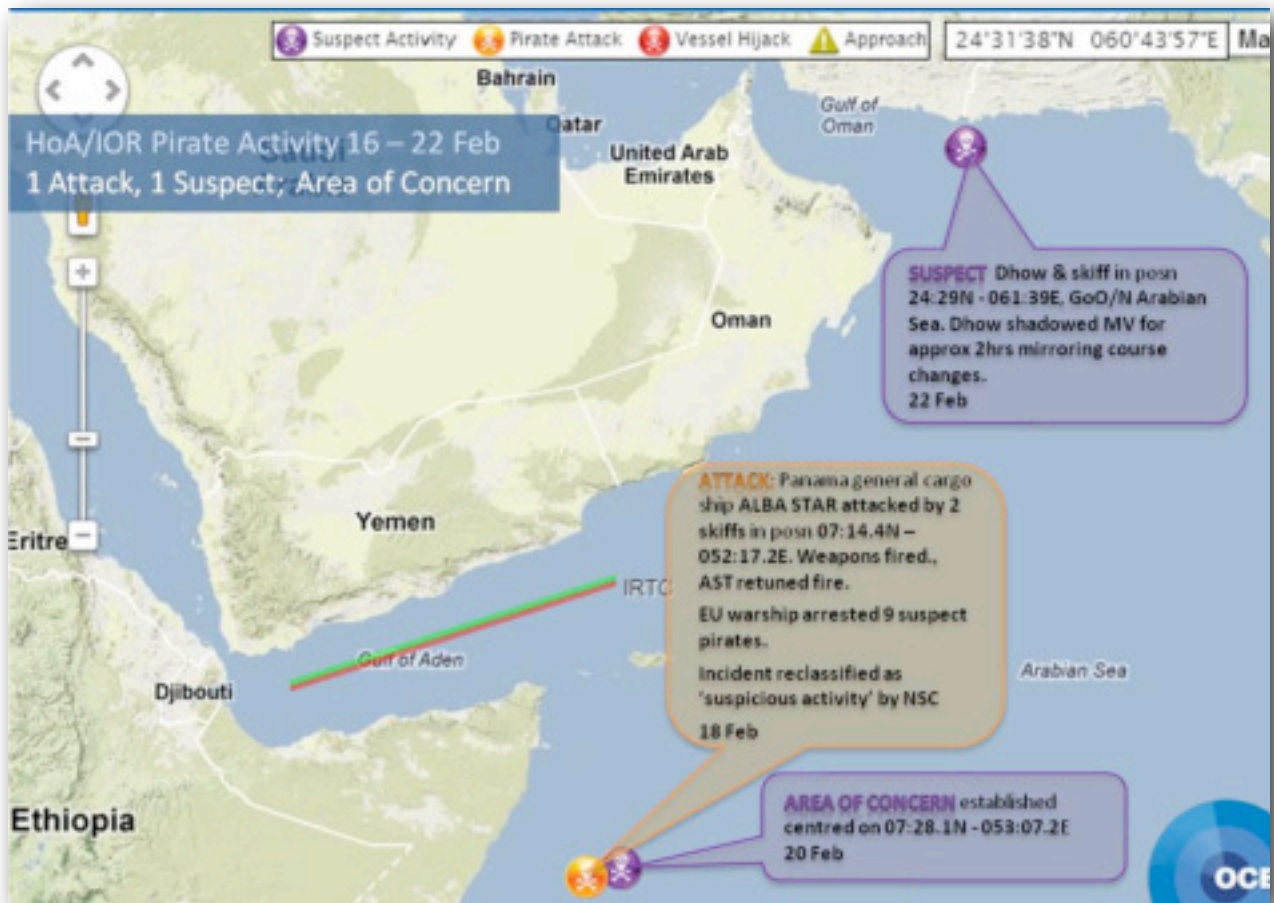 Suspect Activity Pirate Attack Vessel Hijack Approach
24°31'38"N 060°43'57"E
Ma
Bahrain
Gulf of
Oman
Qatar
HoA/IOR Pirate Activity 16 – 22 Feb
1 Attack, 1 Suspect; Area of Concern
United Arab
Emirates
SUSPECT Dhow & skiff in posn
24:29N - 061:39E, GoO/N Arabian
Sea. Dhow shadowed MV for
approx 2hrs mirroring course
changes.
22 Feb
Oman
ATTACK: Panama general cargo
ship ALBA STAR attacked by 2
skiffs in posn 07:14.4N –
052:17.2E. Weapons fired.,
AST retuned fire.
EU warship arrested 9 suspect
pirates.
Incident reclassified as
'suspicious activity' by NSC
18 Feb
Yemen
Eritre
IRTC
Gulf of Aden
Arabian Sea
Djibouti
Ethiopia
AREA OF CONCERN established
centred on 07:28.1N - 053:07.2E
20 Feb
OCE